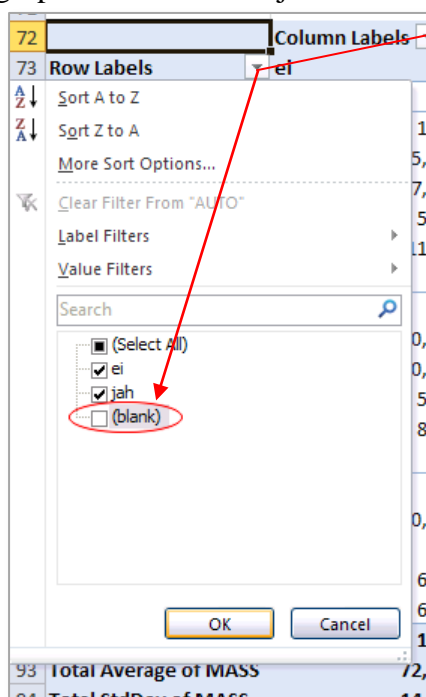 72 Column Labels
73 Row Labels ei
Sort A to Z
Sort Z to A
More Sort Options...
Clear Filter From "AUTO"
Label Filters
Value Filters
Search
(Select All)
ei
jah
(blank)
OK Cancel
93 Total Average of MASS 72,